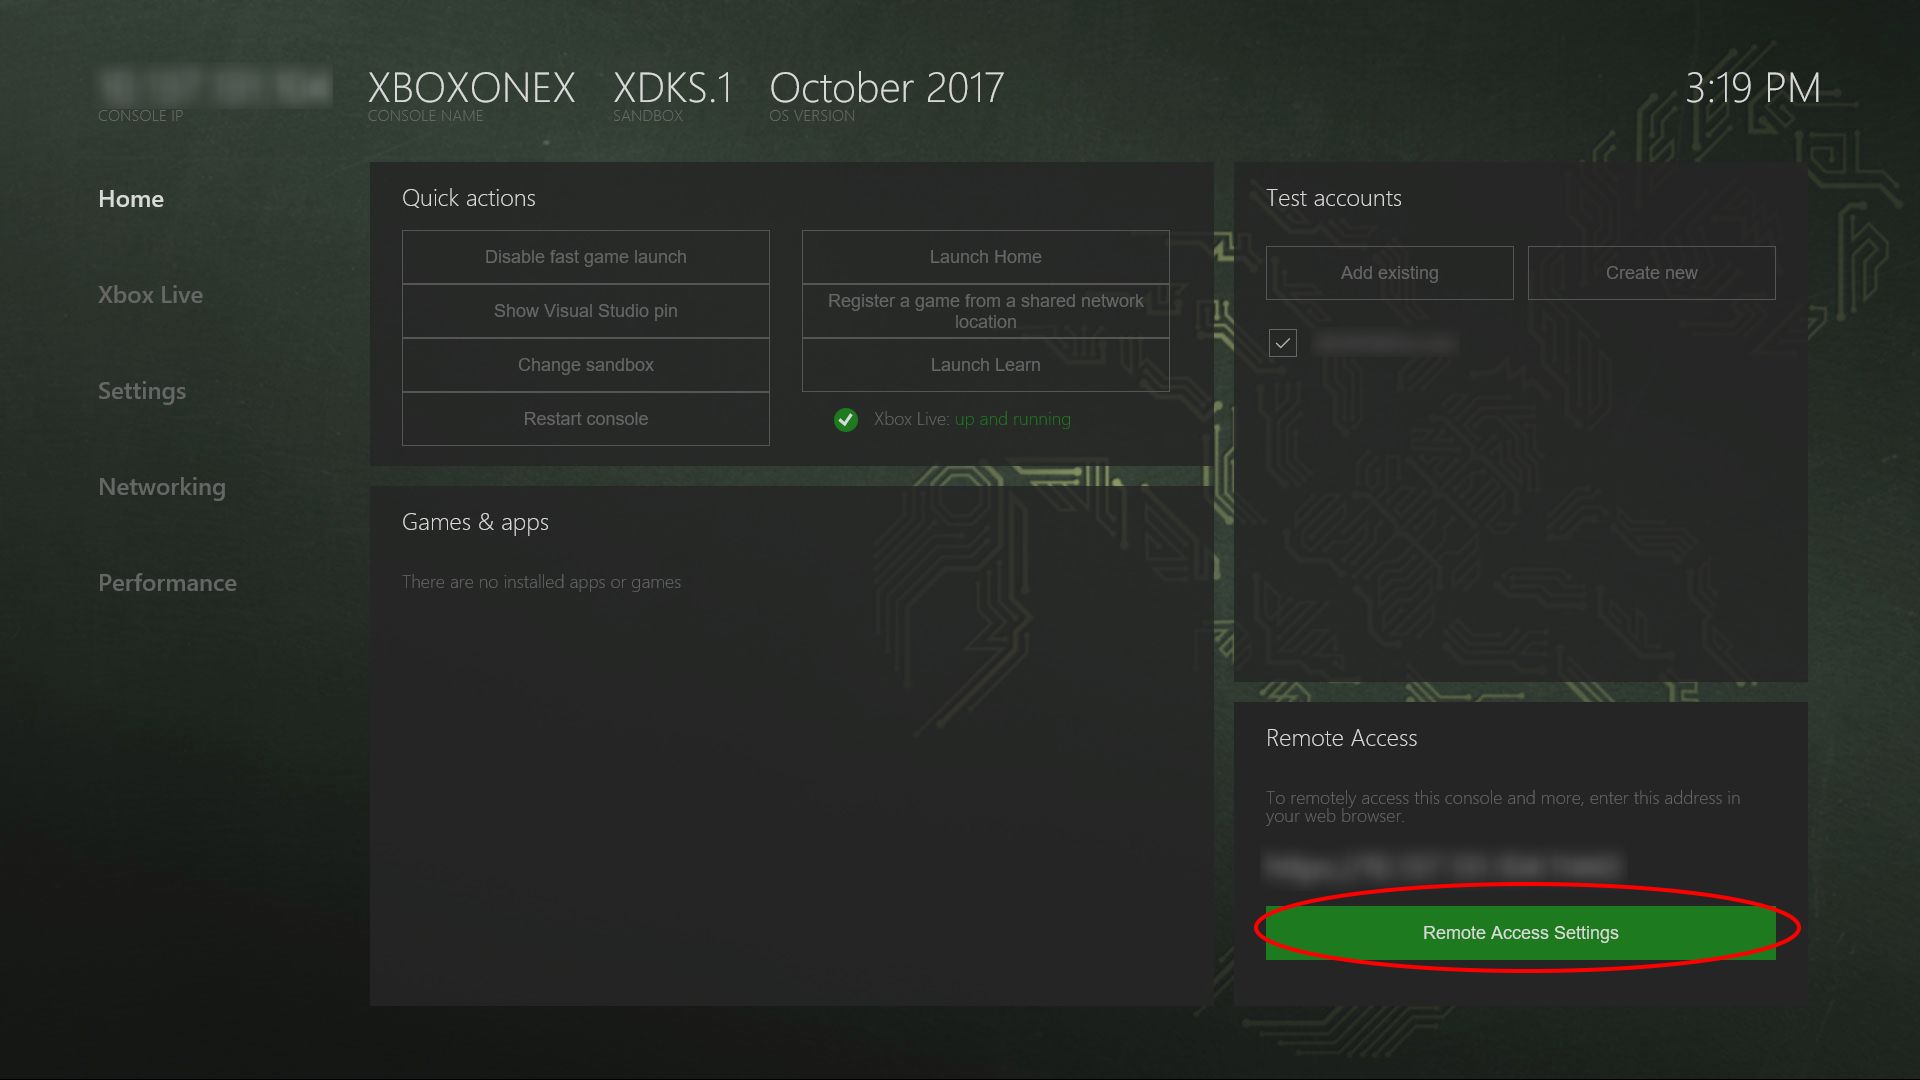 XBOXONEX XDKS.1 October 2017 3:19 PM
CONSOLE IP CONSOLE NAME SANDBOX OS VERSION
Home
Xbox Live
Settings
Networking
Performance
Quick actions
Disable fast game launch
Show Visual Studio pin
Change sandbox
Restart console
Launch Home
Register a game from a shared network
location
Launch Learn
Xbox Live: up and running
Games & apps
There are no installed apps or games
Test accounts
Add existing
Create new
Remote Access
To remotely access this console and more, enter this address in
your web browser.
Remote Access Settings